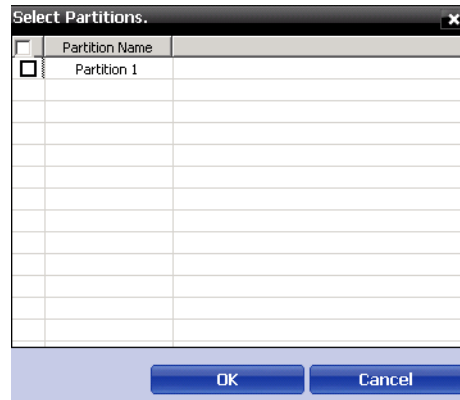 Select Partitions.
Partition Name
Partition 1
OK Cancel